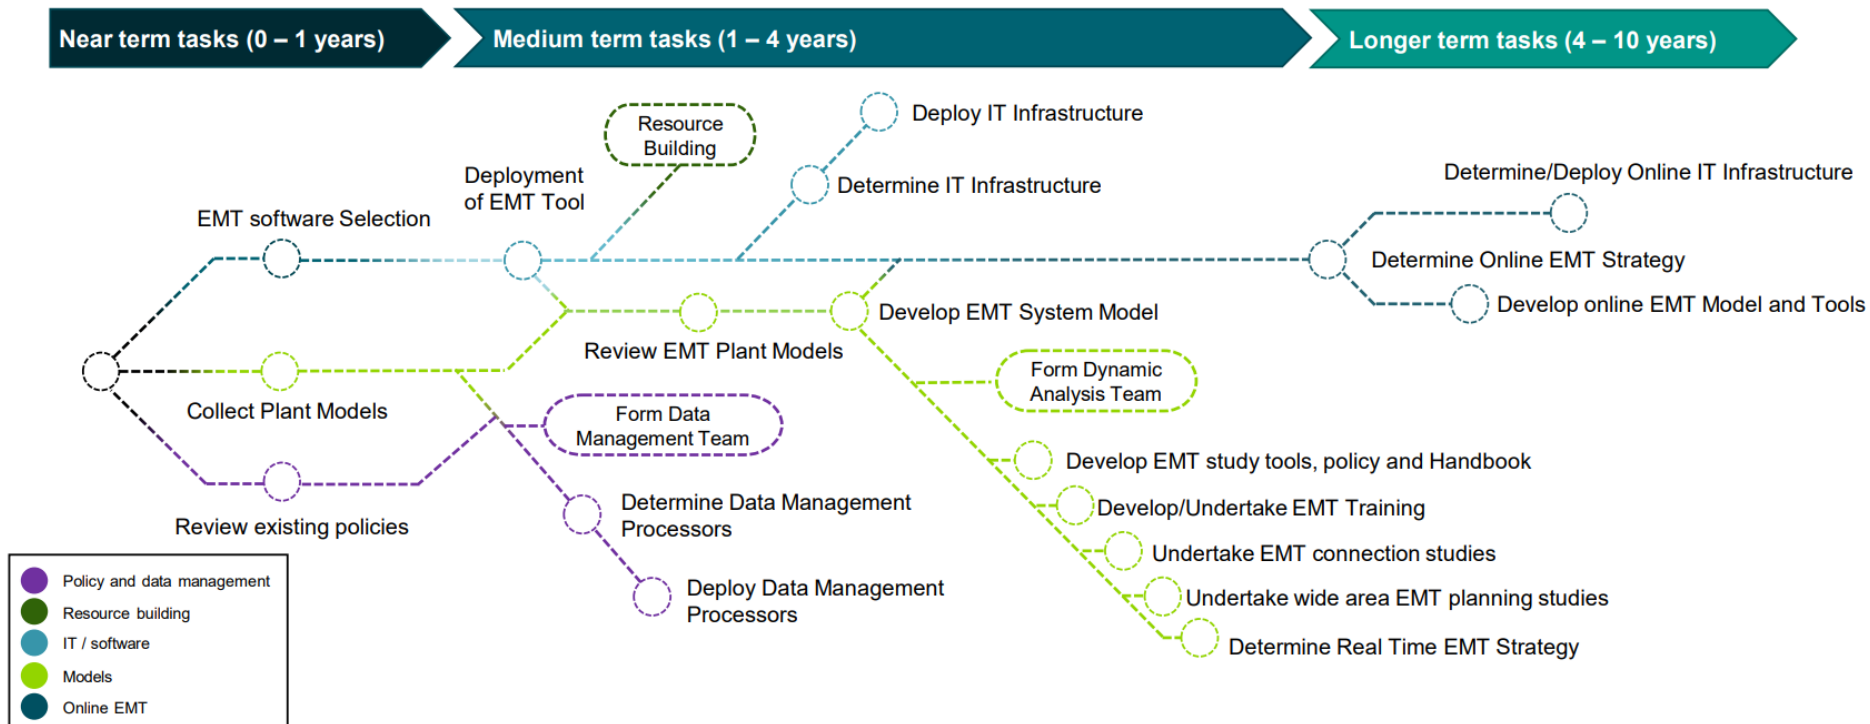 Near term tasks (0 – 1 years)
Medium term tasks (1 – 4 years)
Longer term tasks (4 – 10 years)
Resource
Building
Deploy IT Infrastructure
Deployment
of EMT Tool
Determine IT Infrastructure
Determine/Deploy Online IT Infrastructure
EMT software Selection
Determine Online EMT Strategy
Develop online EMT Model and Tools
Develop EMT System Model
Review EMT Plant Models
Collect Plant Models
Form Dynamic
Analysis Team
Form Data
Management Team
Develop EMT study tools, policy and Handbook
Develop/Undertake EMT Training
Determine Data Management
Processors
Review existing policies
Undertake EMT connection studies
Deploy Data Management
Processors
Undertake wide area EMT planning studies
Determine Real Time EMT Strategy
Policy and data management
Resource building
IT / software
Models
Online EMT